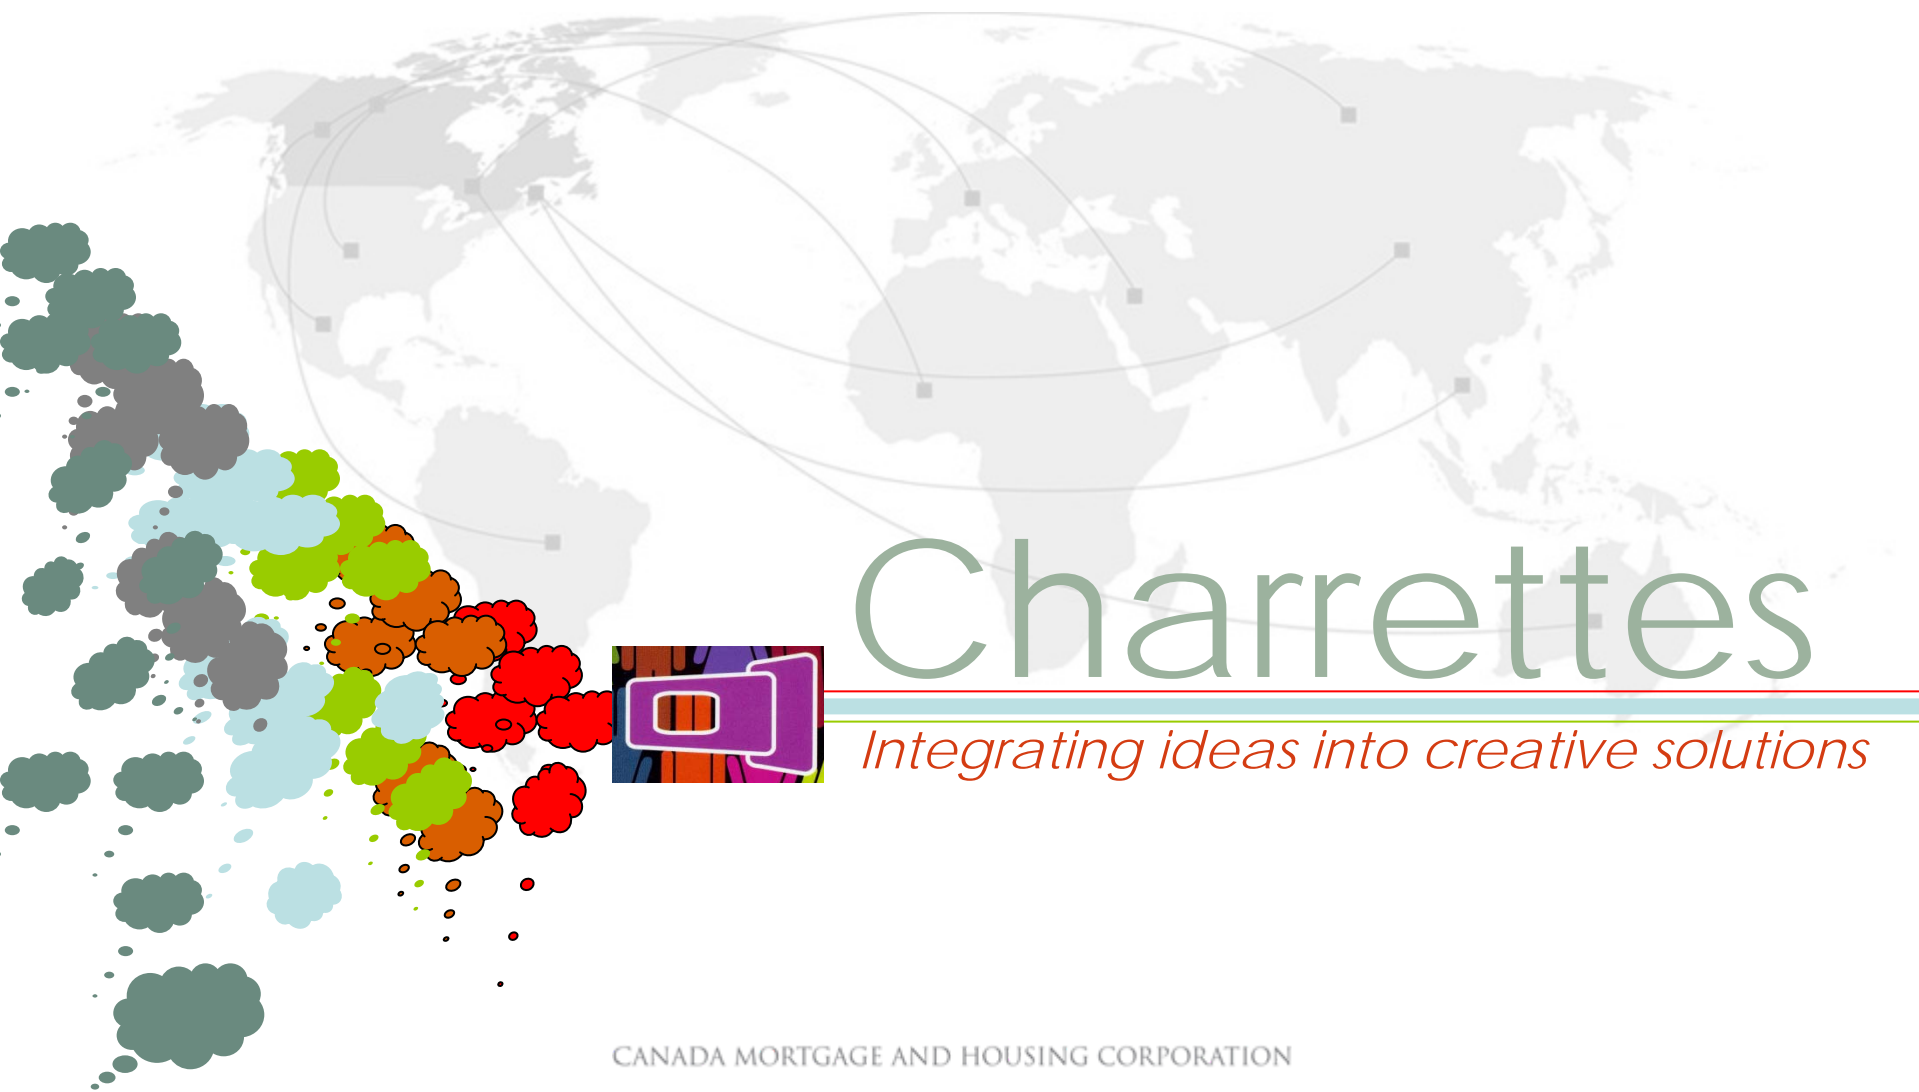 Charrettes
Integrating ideas into creative solutions
CANADA MORTGAGE AND HOUSING CORPORATION